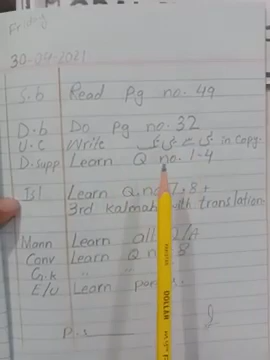 Friday
30-04-2021
S.b Read Pg no. 49
D.b Do Pg no. 32
U.C Write ک گ ل in Copy.
D.supp Learn Q no. 1-4
Isl Learn Q.no 7,8 +
3rd kalmah with translation
Mann Learn all Q/A
Conv Learn Q no 8
G.k " "
E/U Learn
P.s
DOLLAR